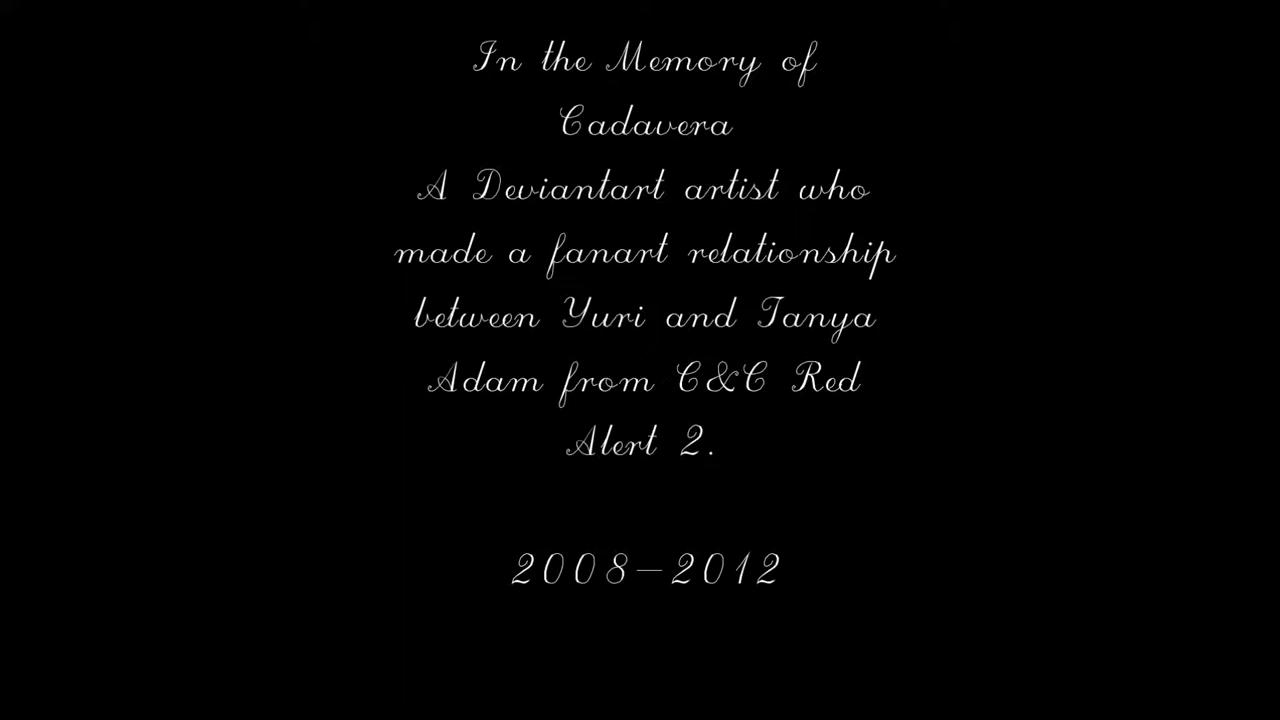 In the Memory of
Cadavera
A Deviantart artist who
made a fanart relationship
between Yuri and Tanya
Adam from C&C Red
Alert 2.
2008-2012